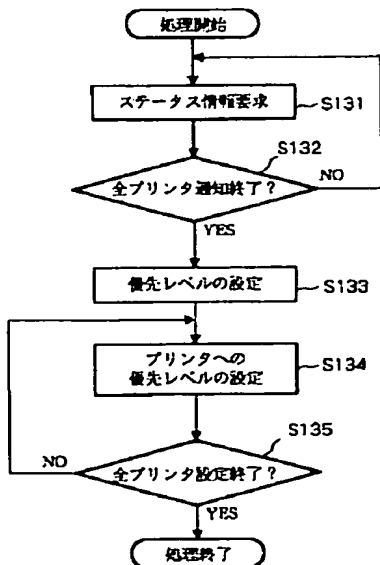 処理開始
ステータス情報要求
S131
S132
全プリンタ通知終了?
NO
YES
優先レベルの設定
S133
プリンタへの
優先レベルの設定
S134
S135
全プリンタ設定終了?
NO
YES
処理終了